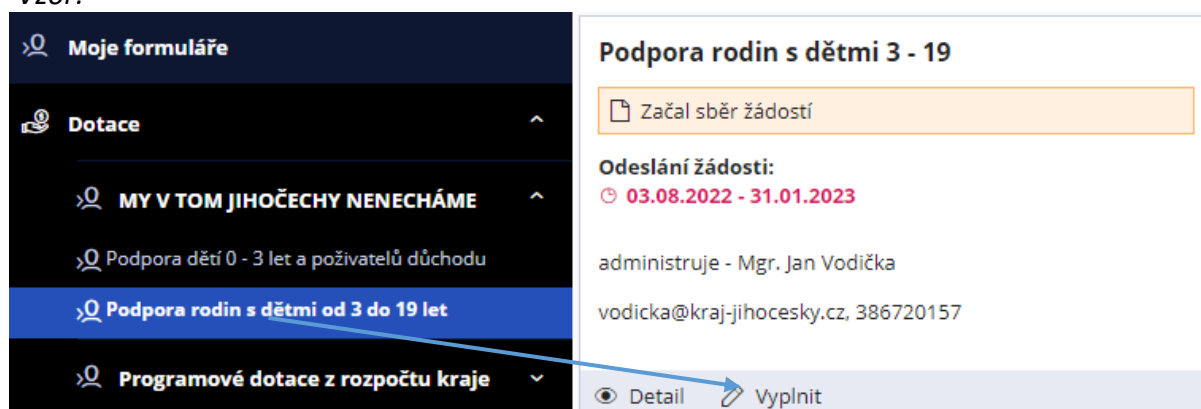 Vzor:
Moje formuláře
Dotace
MY V TOM JIHOČECHY NENECHÁME
Podpora dětí 0 - 3 let a poživatelů důchodu
Podpora rodin s dětmi od 3 do 19 let
Programové dotace z rozpočtu kraje
Podpora rodin s dětmi 3 - 19
Začal sběr žádostí
Odeslání žádosti:
03.08.2022 - 31.01.2023
administruje - Mgr. Jan Vodička
vodicka@kraj-jihocesky.cz, 386720157
Detail Vyplnit